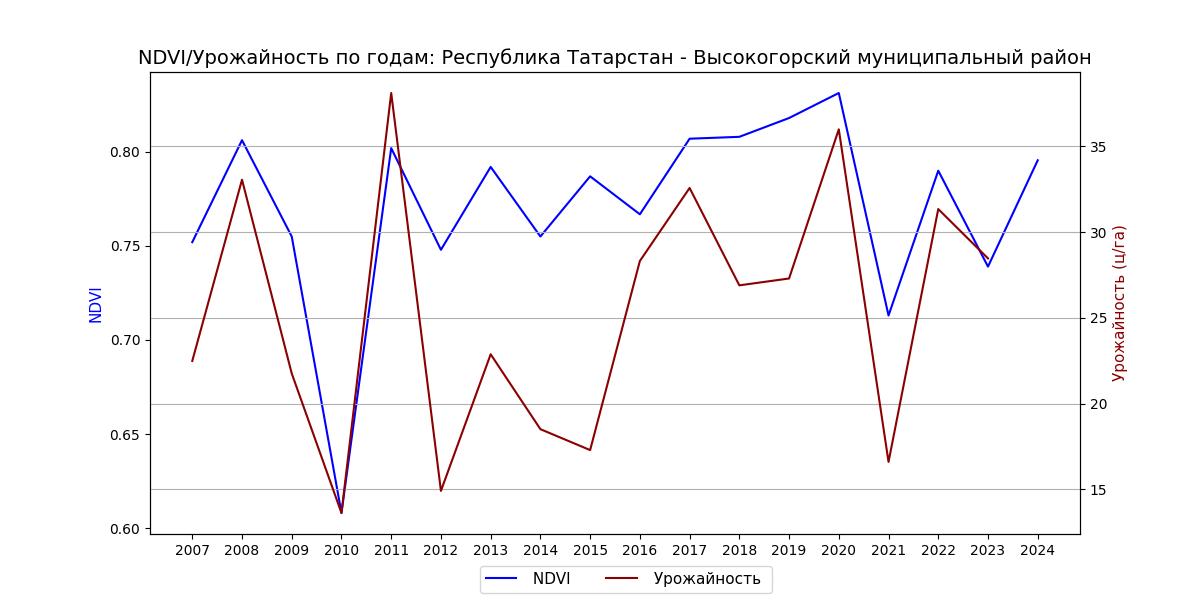 NDVI/Урожайность по годам: Республика Татарстан - Высокогорский муниципальный район
0.80
0.75
0.70
0.65
0.60
NDVI
35
30
25
20
15
Урожайность (ц/га)
2007 2008 2009 2010 2011 2012 2013 2014 2015 2016 2017 2018 2019 2020 2021 2022 2023 2024
NDVI Урожайность